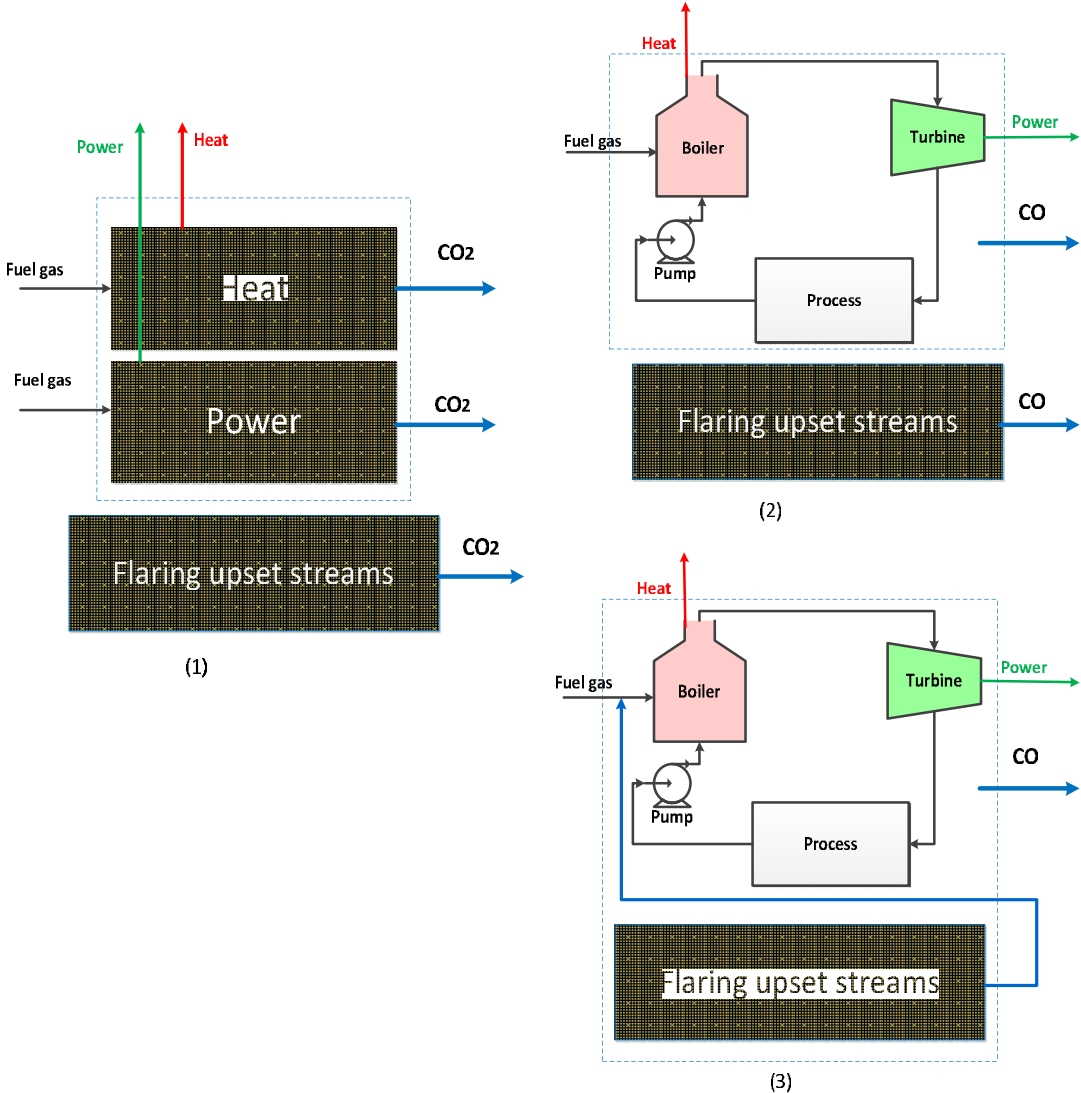 Power
Heat
Fuel gas
Heat
CO2
Fuel gas
Power
CO2
Flaring upset streams
CO2
(1)
Heat
Fuel gas
Boiler
Turbine
Power
CO
Pump
Process
Flaring upset streams
CO
(2)
Heat
Fuel gas
Boiler
Turbine
Power
CO
Pump
Process
Flaring upset streams
(3)